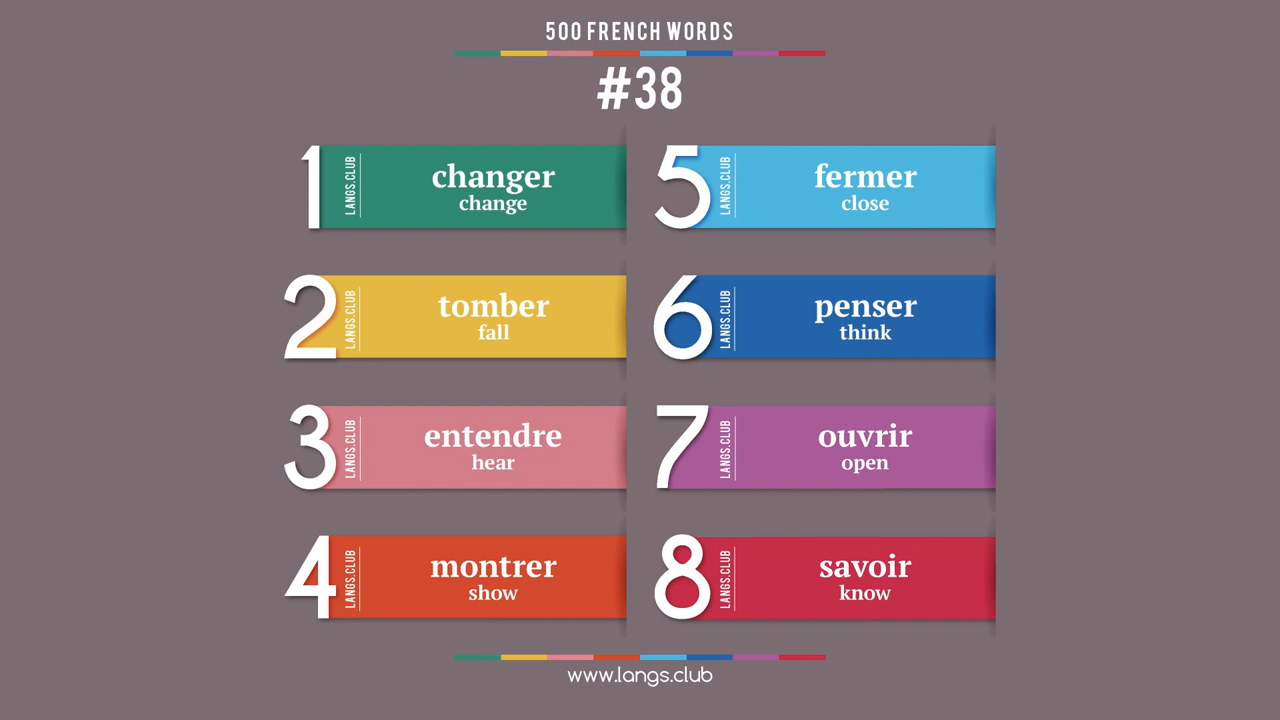 500 FRENCH WORDS
#38
1
LANGS.CLUB
changer
change
2
LANGS.CLUB
tomber
fall
3
LANGS.CLUB
entendre
hear
4
LANGS.CLUB
montrer
show
5
LANGS.CLUB
fermer
close
6
LANGS.CLUB
penser
think
7
LANGS.CLUB
ouvrir
open
8
LANGS.CLUB
savoir
know
www.langs.club